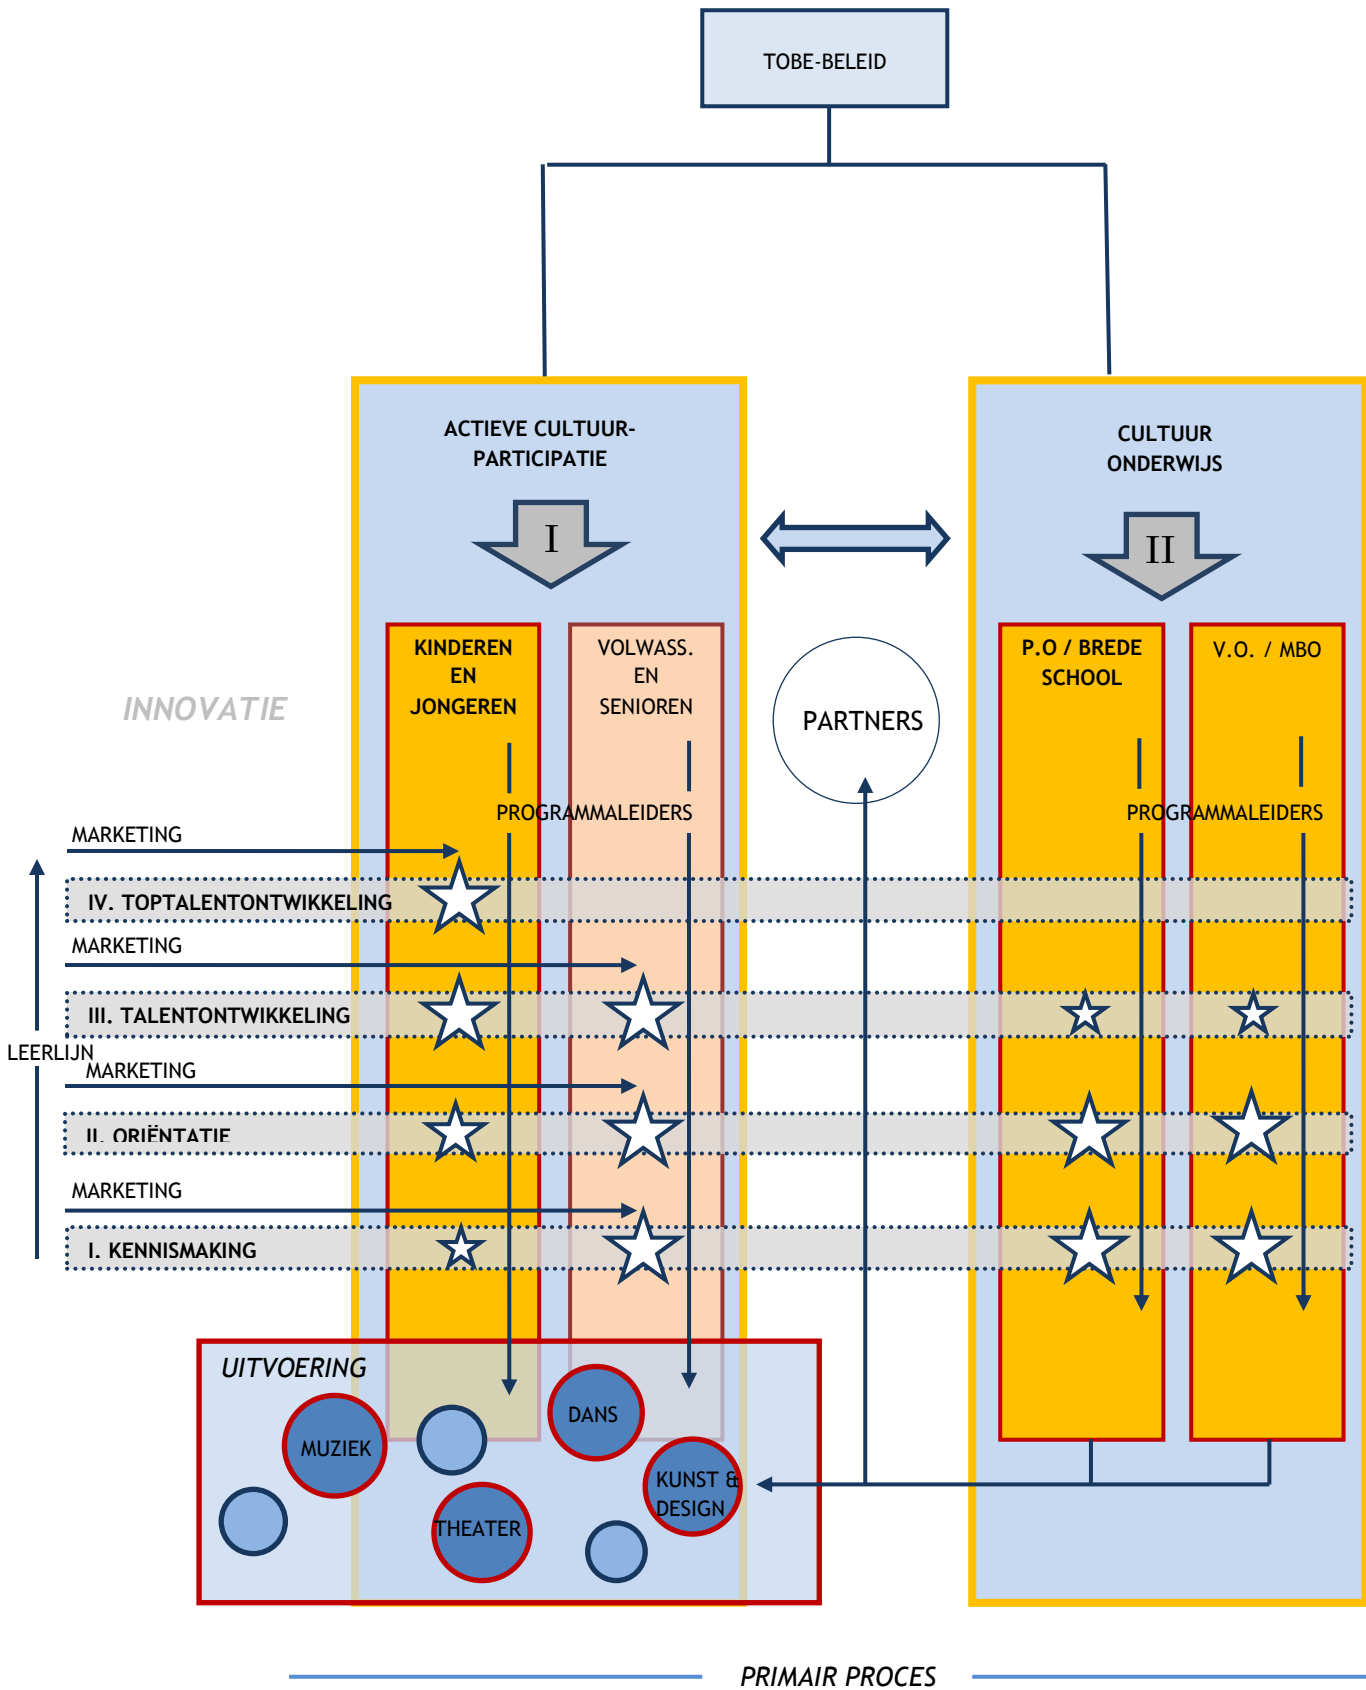 TOBE-BELEID
ACTIEVE CULTUUR-
PARTICIPATIE
CULTUUR
ONDERWIJS
I
II
KINDEREN
EN
JONGEREN
VOLWASS.
EN
SENIOREN
P.O / BREDE
SCHOOL
V.O. / MBO
INNOVATIE
PARTNERS
PROGRAMMALEIDERS
PROGRAMMALEIDERS
MARKETING
IV. TOPTALENTONTWIKKELING
MARKETING
III. TALENTONTWIKKELING
LEERLIJN
MARKETING
II. ORIËNTATIE
MARKETING
I. KENNISMAKING
UITVOERING
DANS
MUZIEK
KUNST &
DESIGN
THEATER
PRIMAIR PROCES